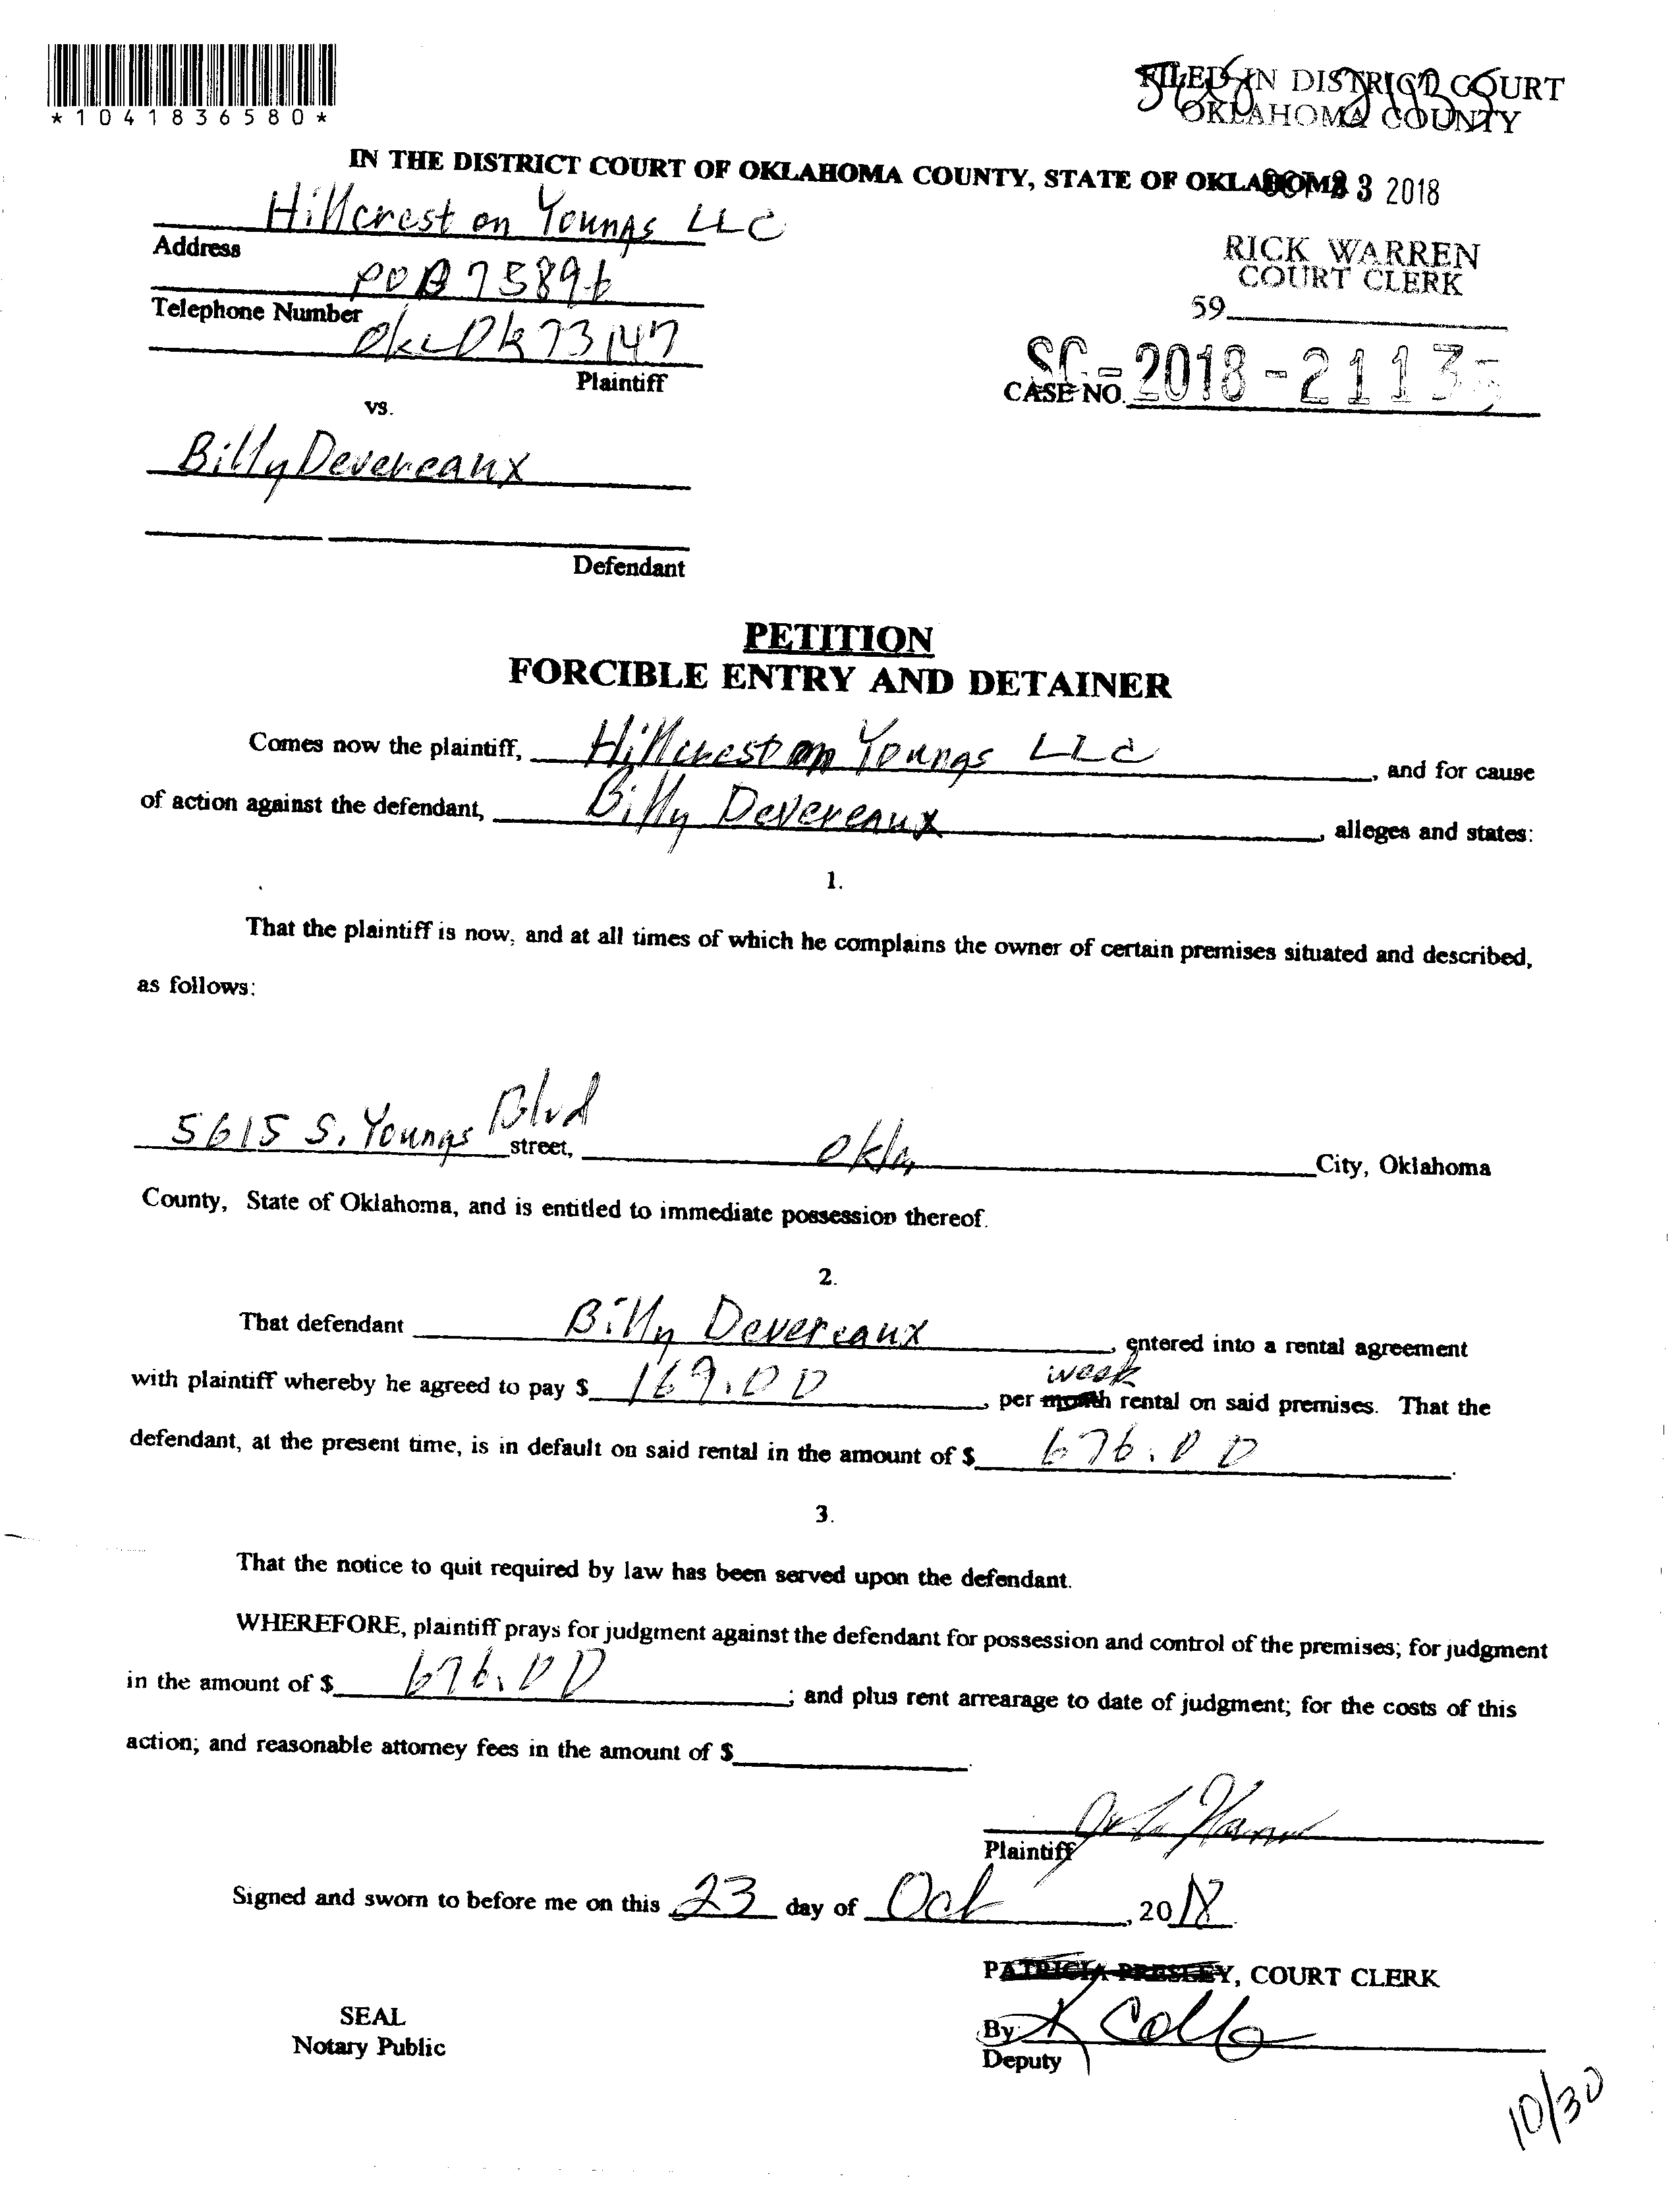 *1041836580*
FILED IN DISTRICT COURT
OKLAHOMA COUNTY
IN THE DISTRICT COURT OF OKLAHOMA COUNTY, STATE OF OKLAHOMA
OCT 23 2018
Hillcrest on Youngs LLC
Address
POB 75896
RICK WARREN
COURT CLERK
Telephone Number
59
OKC OK 73147
Plaintiff
CASE NO. SC-2018-21135
vs.
Billy Devereaux
Defendant
PETITION
FORCIBLE ENTRY AND DETAINER
Comes now the plaintiff, Hillcrest on Youngs LLC, and for cause
of action against the defendant, Billy Devereaux, alleges and states:
1.
That the plaintiff is now, and at all times of which he complains the owner of certain premises situated and described,
as follows:
5615 S. Youngs Blvd street, Okla City, Oklahoma
County, State of Oklahoma, and is entitled to immediate possession thereof.
2.
That defendant Billy Devereaux, entered into a rental agreement
with plaintiff whereby he agreed to pay $ 169.00, per month week rental on said premises. That the
defendant, at the present time, is in default on said rental in the amount of $ 676.00.
3.
That the notice to quit required by law has been served upon the defendant.
WHEREFORE, plaintiff prays for judgment against the defendant for possession and control of the premises; for judgment
in the amount of $ 676.00; and plus rent arrearage to date of judgment; for the costs of this
action; and reasonable attorney fees in the amount of $
Plaintiff
Signed and sworn to before me on this 23 day of Oct, 2018.
PATRICIA PRESLEY, COURT CLERK
SEAL
Notary Public
By:
Deputy
10/30